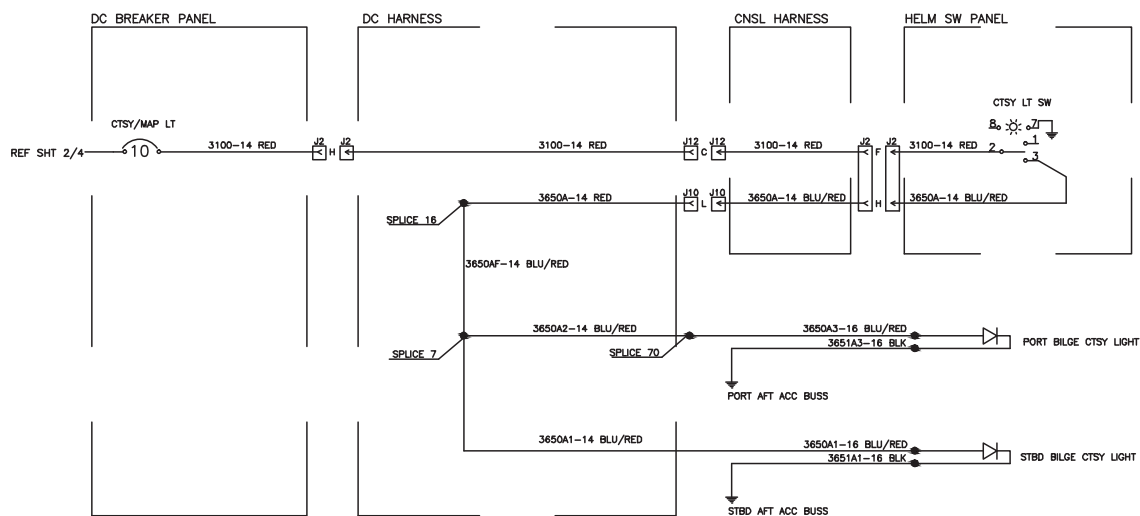 DC BREAKER PANEL
DC HARNESS
CNSL HARNESS
HELM SW PANEL
CTSY/MAP LT
CTSY LT SW
8 7
1
REF SHT 2/4
10
3100-14 RED
J2
H
J2
3100-14 RED
J12
C
J12
3100-14 RED
J2
F
J2
3100-14 RED
2
3
3650A-14 RED
J10
L
J10
3650A-14 BLU/RED
H
3650A-14 BLU/RED
SPLICE 16
3650AF-14 BLU/RED
3650A2-14 BLU/RED
3650A3-16 BLU/RED
3651A3-16 BLK
PORT BILGE CTSY LIGHT
SPLICE 7
SPLICE 70
PORT AFT ACC BUSS
3650A1-14 BLU/RED
3650A1-16 BLU/RED
3651A1-16 BLK
STBD BILGE CTSY LIGHT
STBD AFT ACC BUSS